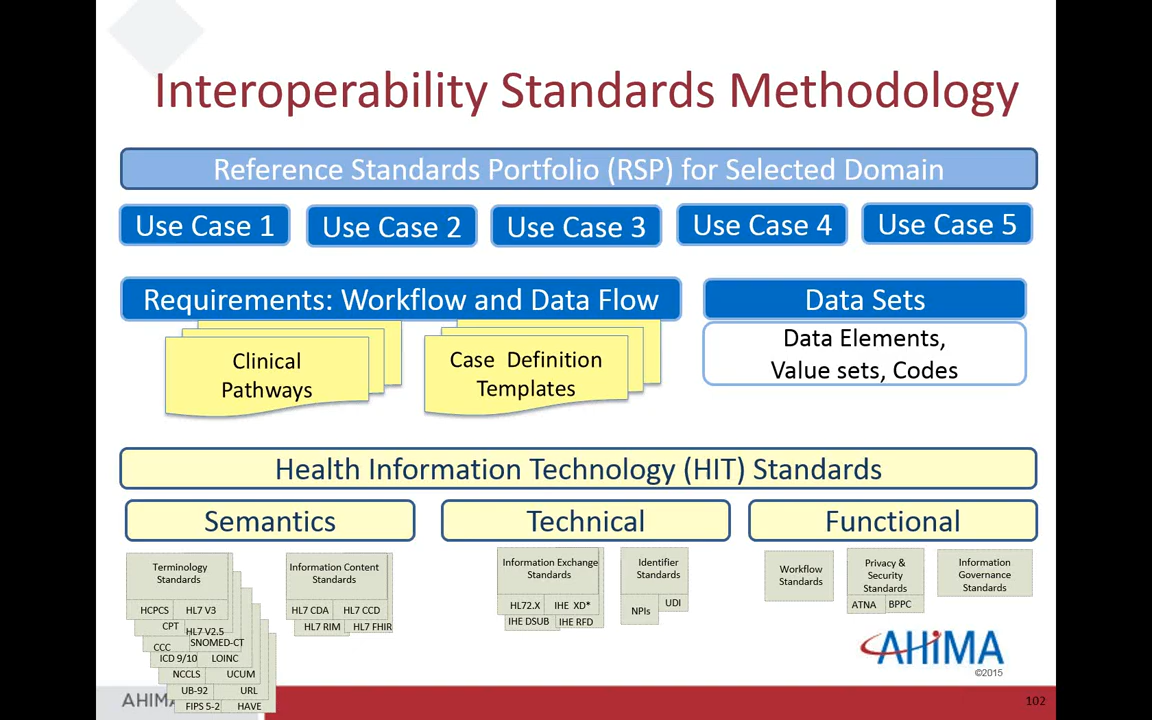 Interoperability Standards Methodology
Reference Standards Portfolio (RSP) for Selected Domain
Use Case 1
Use Case 2
Use Case 3
Use Case 4
Use Case 5
Requirements: Workflow and Data Flow
Data Sets
Clinical
Pathways
Case Definition
Templates
Data Elements,
Value sets, Codes
Health Information Technology (HIT) Standards
Semantics
Technical
Functional
Terminology
Standards
HCPCS
HL7 V3
CPT
HL7 V2.5
CCC
SNOMED-CT
ICD 9/10
LOINC
NCCLS
UCUM
UB-92
URL
FIPS 5-2
HAVE
Information Content
Standards
HL7 CDA
HL7 CCD
HL7 RIM
HL7 FHIR
Information Exchange
Standards
HL72.X
IHE XD*
IHE DSUB
IHE RFD
Identifier
Standards
NPIs
UDI
Workflow
Standards
Privacy &
Security
Standards
ATNA
BPPC
Information
Governance
Standards
AHIMA
©2015
AHIMA
102